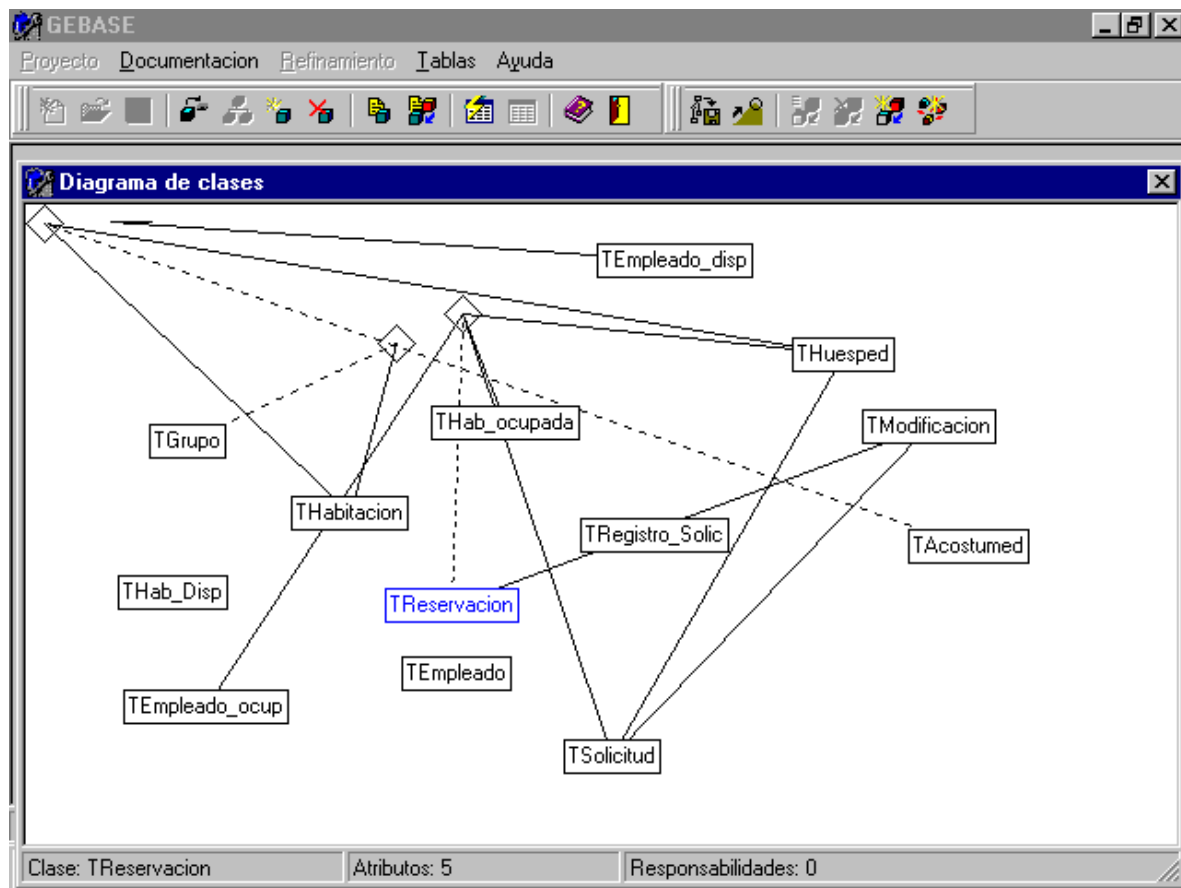 GEBASE
Proyecto Documentacion Refinamiento Tablas Ayuda
Diagrama de clases
TEmpleado_disp
THuesped
THab_ocupada
TModificacion
TGrupo
THabitacion
TRegistro_Solic
TAcostumed
THab_Disp
TReservacion
TEmpleado
TEmpleado_ocup
TSolicitud
Clase: TReservacion Atributos: 5 Responsabilidades: 0